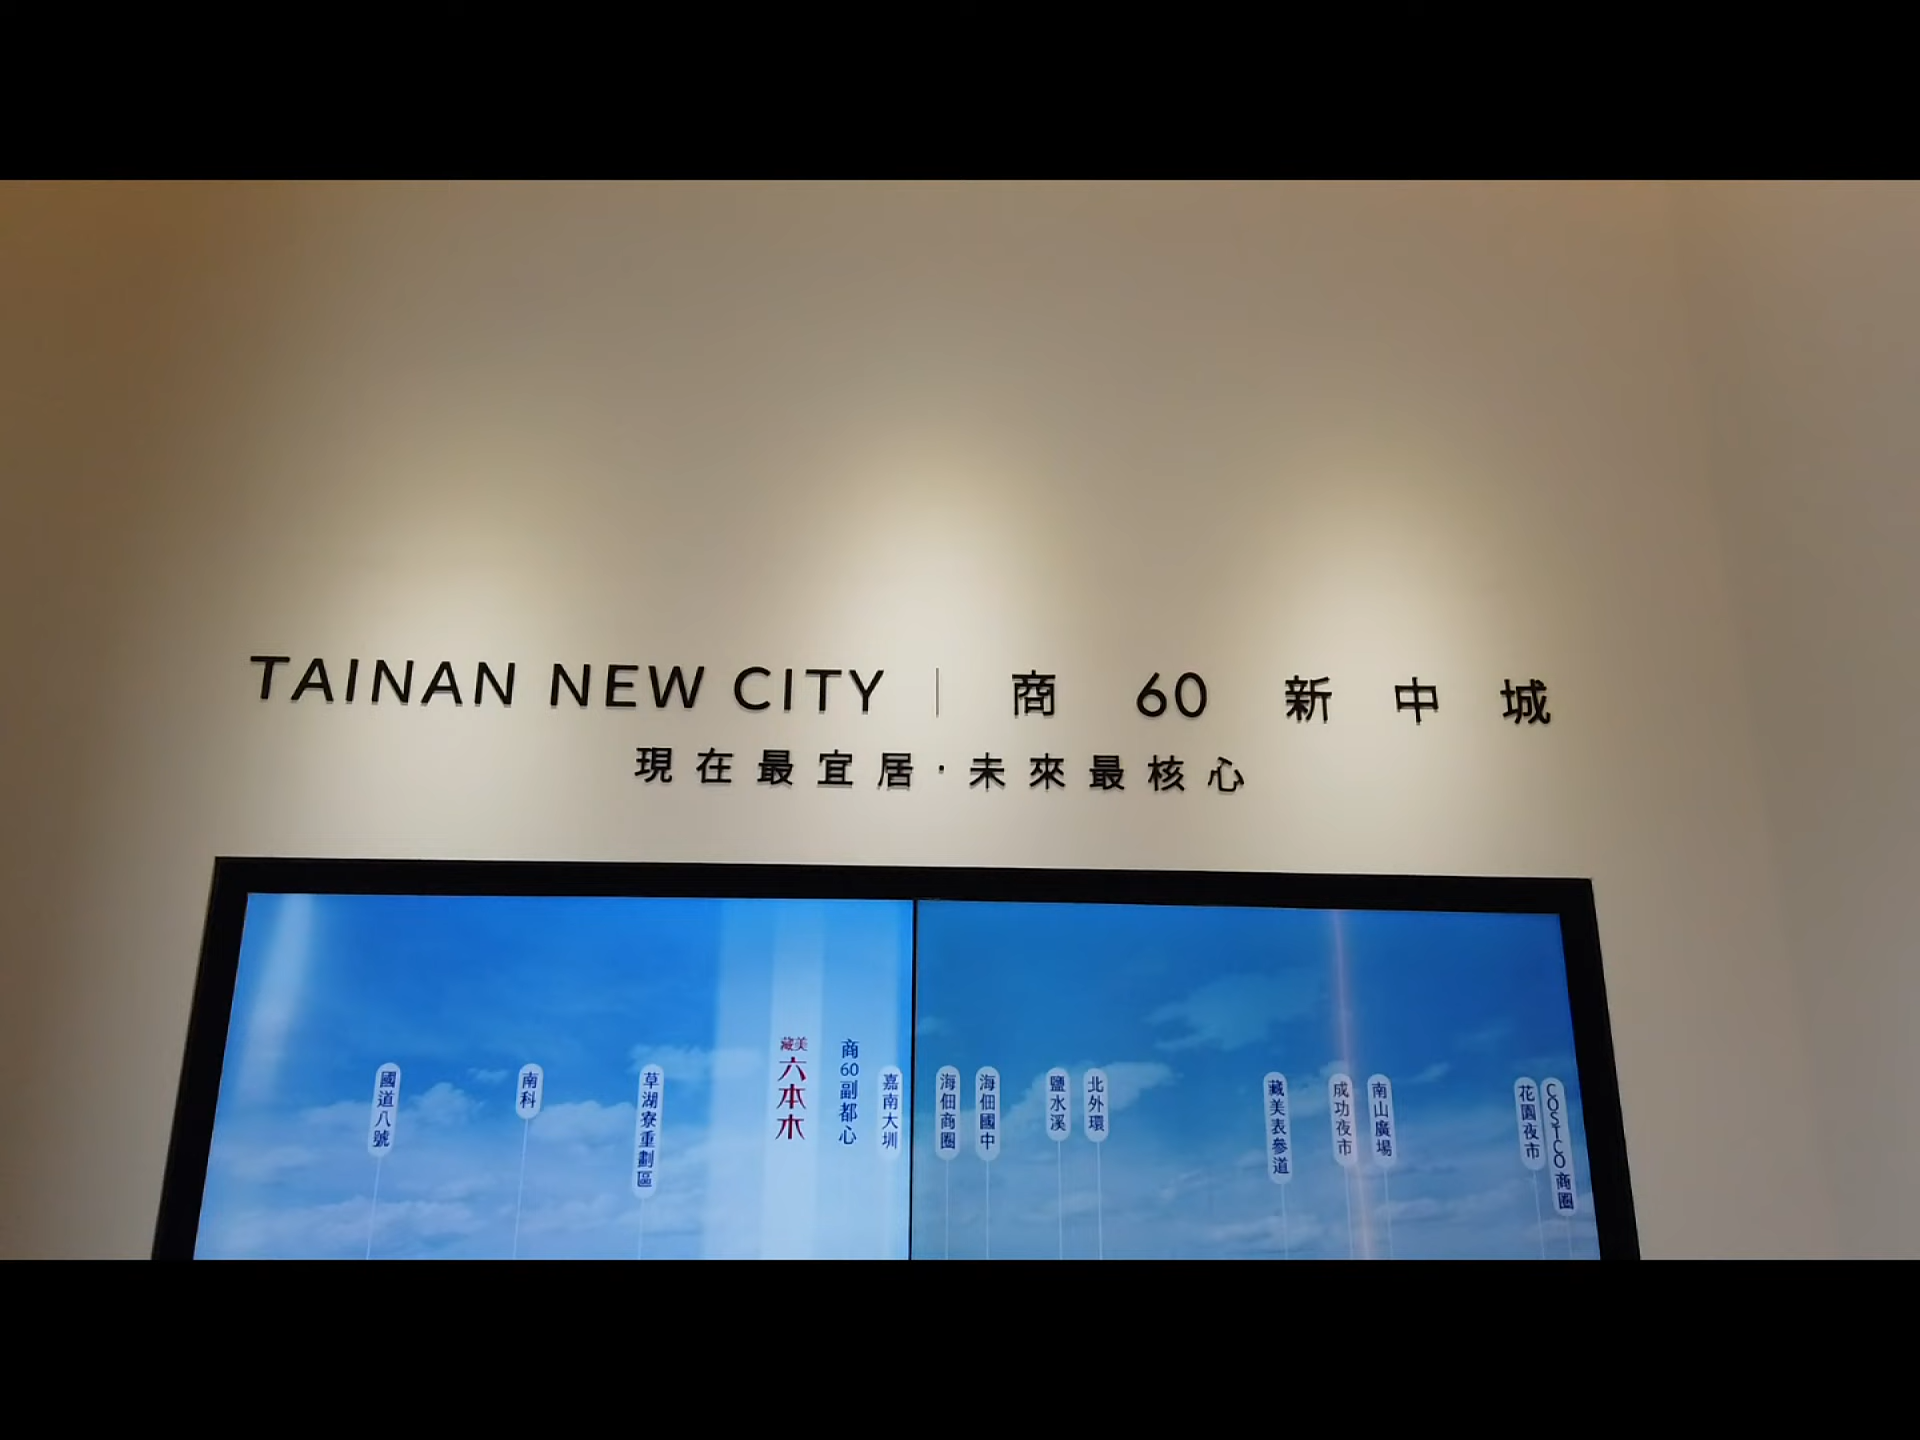 TAINAN NEW CITY | 商60新中城
現在最宜居·未來最核心
國道八號
南科
草湖寮重劃區
藏美
六本木
商60副都心
嘉南大圳
海佃商圈
海佃國中
鹽水溪
北外環
藏美表參道
成功夜市
南山廣場
花園夜市
COSTCO商圈